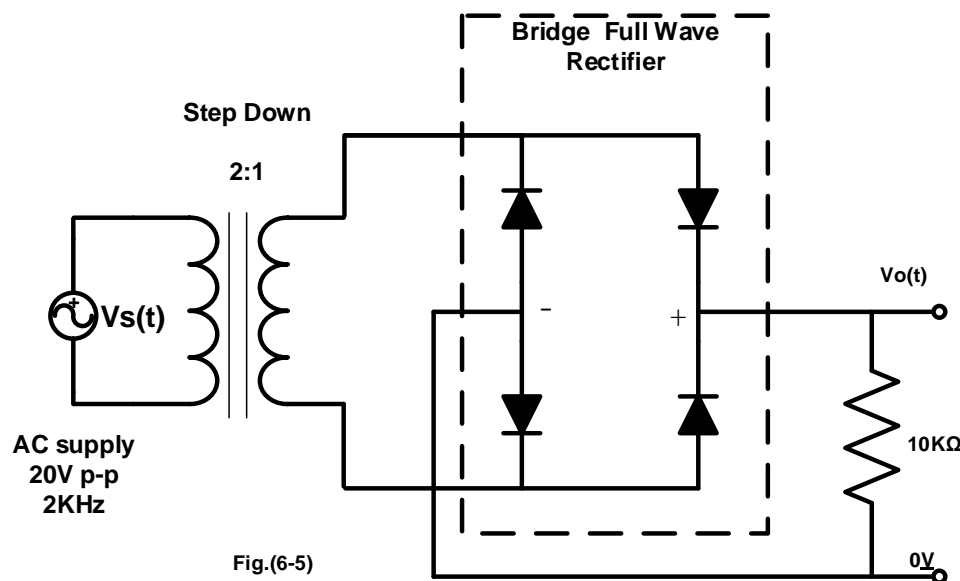 Bridge Full Wave
Rectifier
Step Down
2:1
Vo(t)
+
Vs(t)
-
+
10KΩ
AC supply
20V p-p
2KHz
Fig.(6-5)
0V